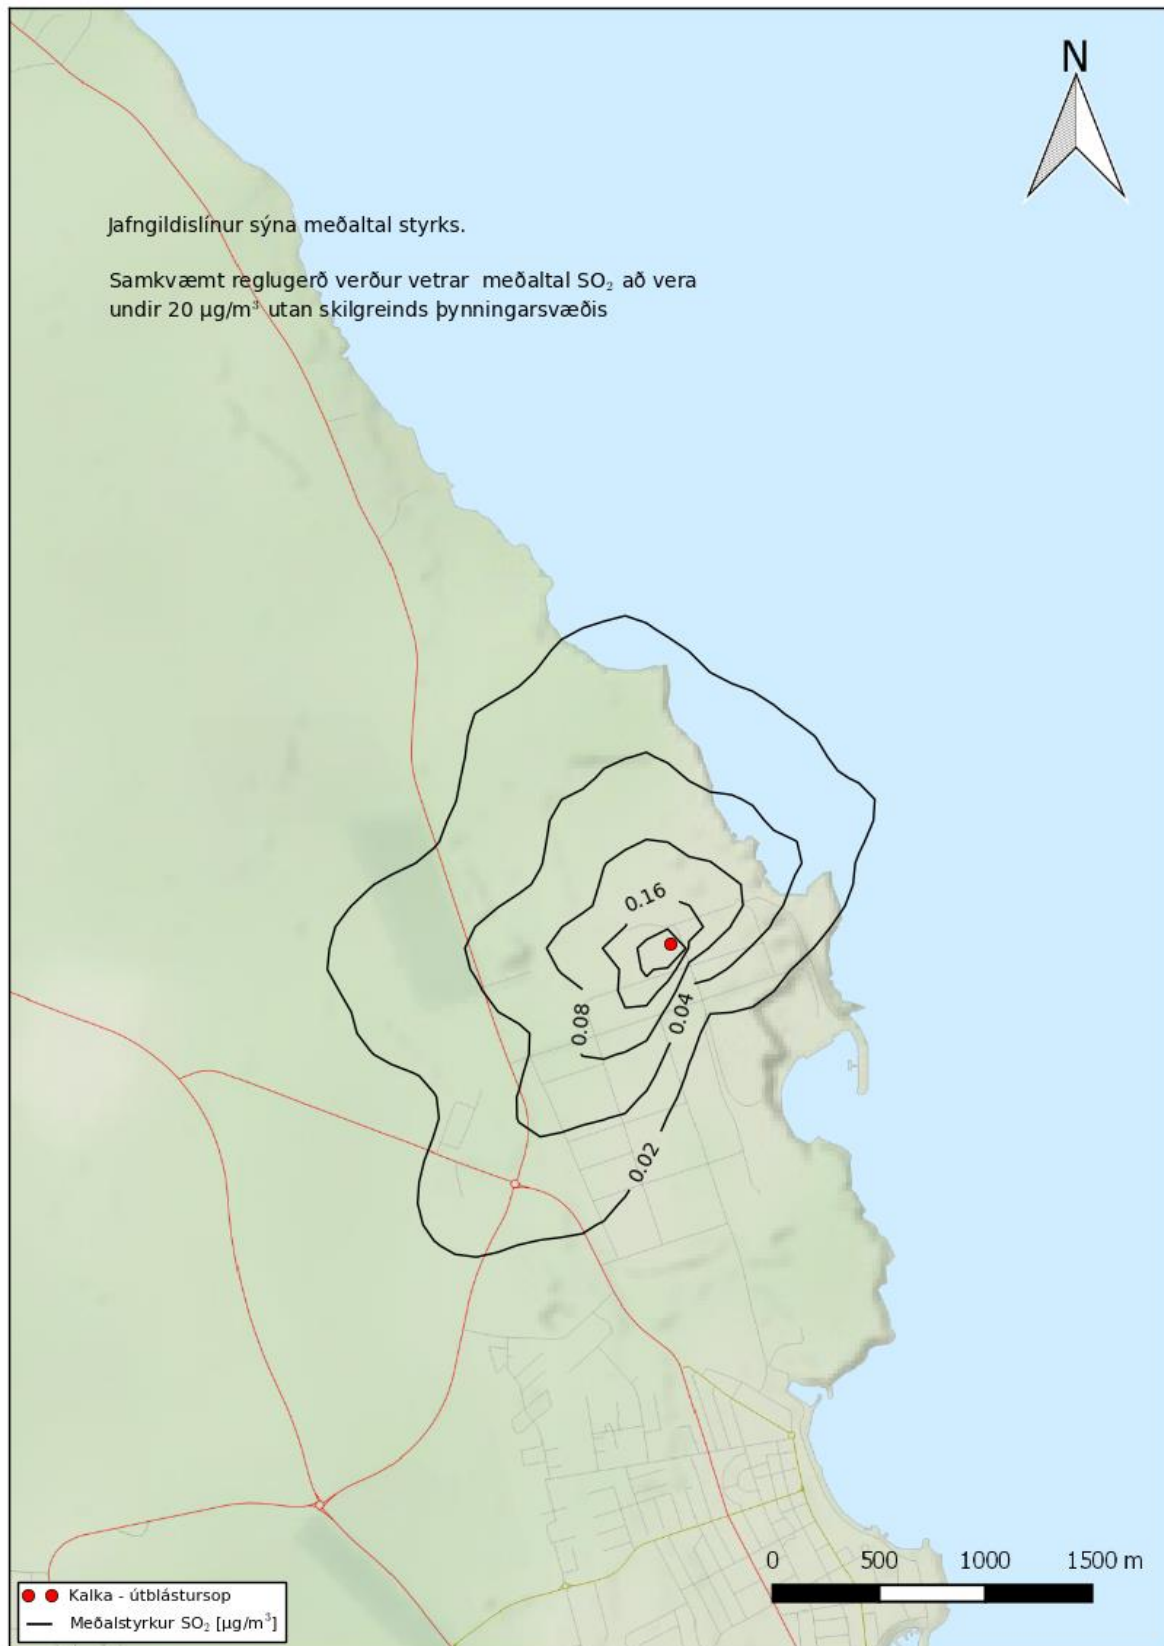 N
Jafngildislínur sýna meðaltal styrks.
Samkvæmt reglugerð verður vetrar meðaltal SO₂ að vera
undir 20 µg/m³ utan skilgreinds þynningarsvæðis
0.16
0.08
0.04
0.02
0 500 1000 1500 m
Kalka - útblástursop
Meðalstyrkur SO₂ [µg/m³]